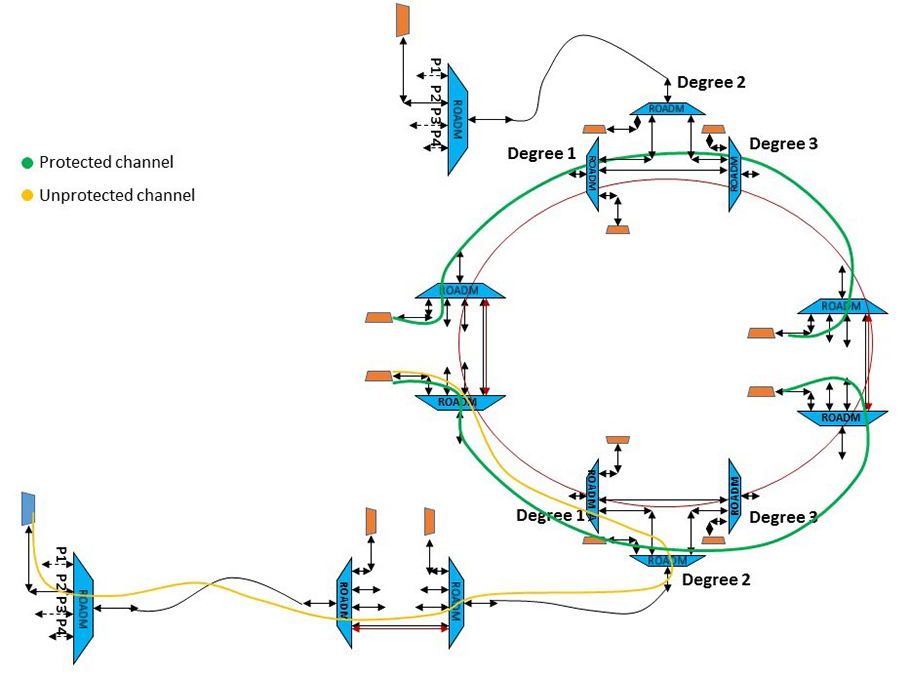 P1
P2
P3
P4
ROADM
Degree 2
ROADM
Degree 1
Degree 3
ROADM
ROADM
Protected channel
Unprotected channel
ROADM
ROADM
ROADM
ROADM
ROADM
ROADM
Degree 1
Degree 3
ROADM
Degree 2
P1
P2
P3
P4
ROADM
ROADM
ROADM